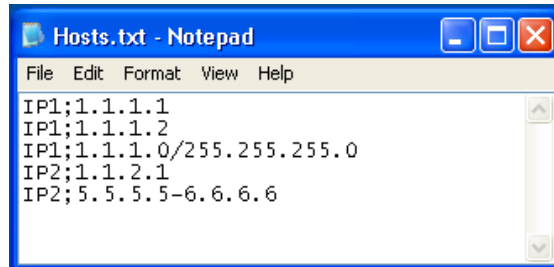 Hosts.txt - Notepad
File Edit Format View Help
IP1;1.1.1.1
IP1;1.1.1.2
IP1;1.1.1.0/255.255.255.0
IP2;1.1.2.1
IP2;5.5.5.5-6.6.6.6